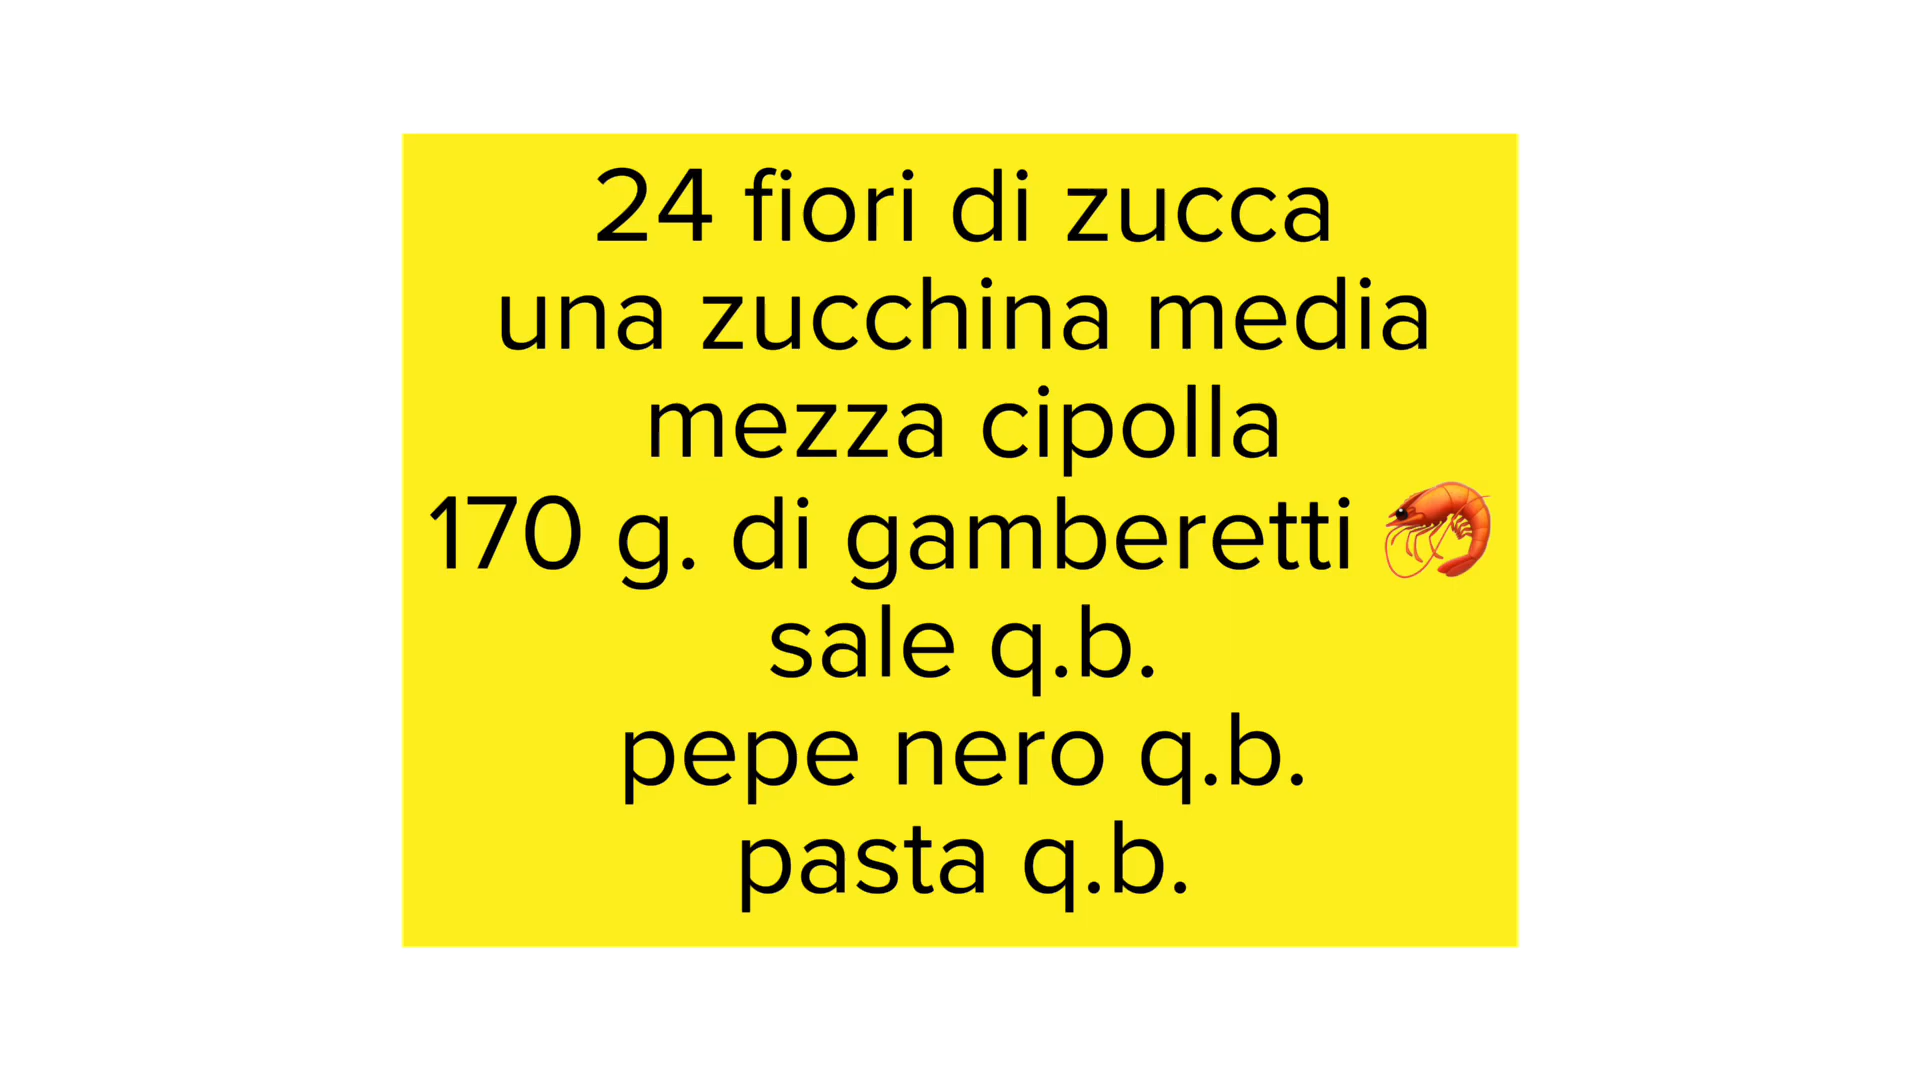 24 fiori di zucca
una zucchina media
mezza cipolla
170 g. di gamberetti 🦐
sale q.b.
pepe nero q.b.
pasta q.b.